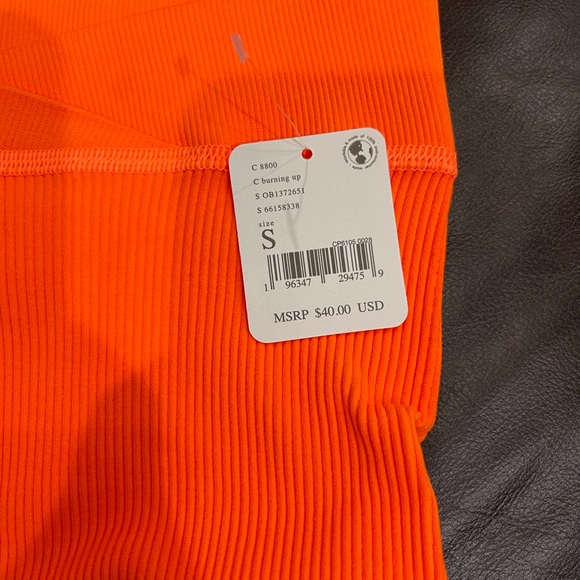 C 8800
C burning up
S OB1372651
S 66158338
size
S
CP6105 0028
1 96347 29475 9
MSRP $40.00 USD